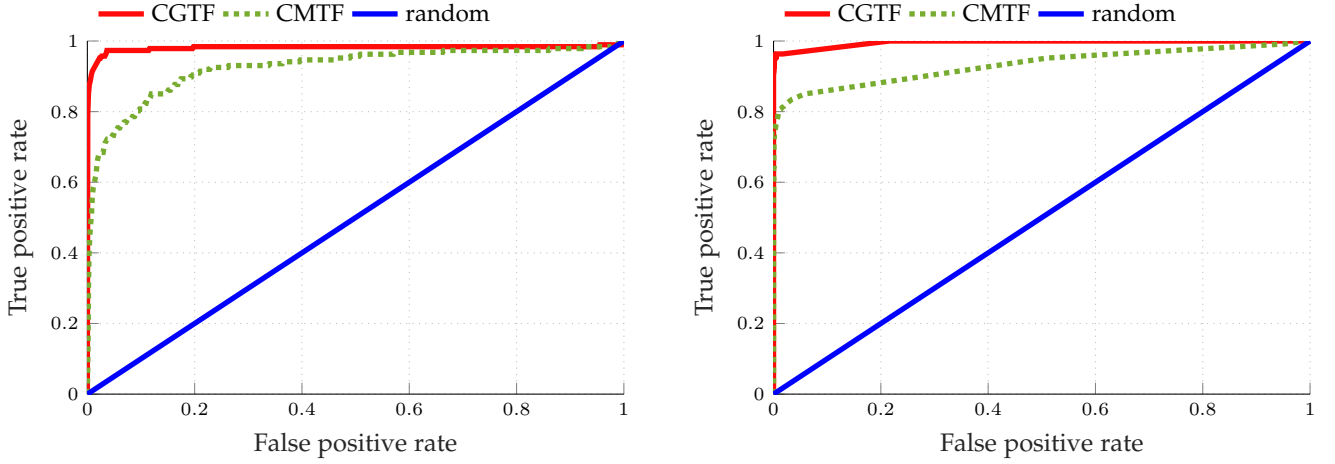 CGTF CMTF random
1
0.8
0.6
0.4
0.2
0
0 0.2 0.4 0.6 0.8 1
True positive rate
False positive rate
CGTF CMTF random
1
0.8
0.6
0.4
0.2
0
0 0.2 0.4 0.6 0.8 1
True positive rate
False positive rate